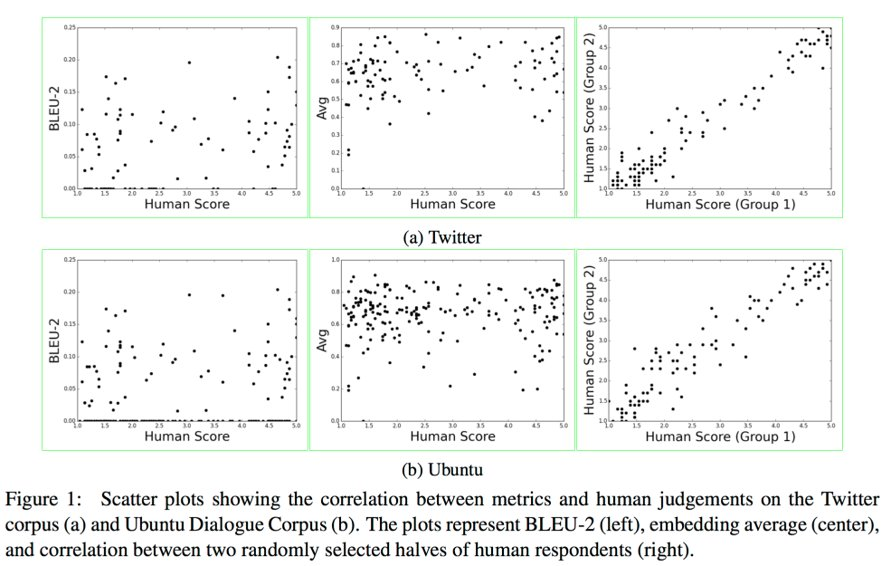 0.25
0.20
0.15
0.10
0.05
0.00
BLEU-2
1.0 1.5 2.0 2.5 3.0 3.5 4.0 4.5 5.0
Human Score
0.9
0.8
0.7
0.6
0.5
0.4
0.3
0.2
0.1
0.0
Avg
1.0 1.5 2.0 2.5 3.0 3.5 4.0 4.5 5.0
Human Score
5.0
4.5
4.0
3.5
3.0
2.5
2.0
1.5
1.0
Human Score (Group 2)
1.0 1.5 2.0 2.5 3.0 3.5 4.0 4.5 5.0
Human Score (Group 1)
(a) Twitter
0.25
0.20
0.15
0.10
0.05
0.00
BLEU-2
1.0 1.5 2.0 2.5 3.0 3.5 4.0 4.5 5.0
Human Score
1.0
0.8
0.6
0.4
0.2
0.0
Avg
1.0 1.5 2.0 2.5 3.0 3.5 4.0 4.5 5.0
Human Score
5.0
4.5
4.0
3.5
3.0
2.5
2.0
1.5
1.0
Human Score (Group 2)
1.0 1.5 2.0 2.5 3.0 3.5 4.0 4.5 5.0
Human Score (Group 1)
(b) Ubuntu
Figure 1: Scatter plots showing the correlation between metrics and human judgements on the Twitter
corpus (a) and Ubuntu Dialogue Corpus (b). The plots represent BLEU-2 (left), embedding average (center),
and correlation between two randomly selected halves of human respondents (right).